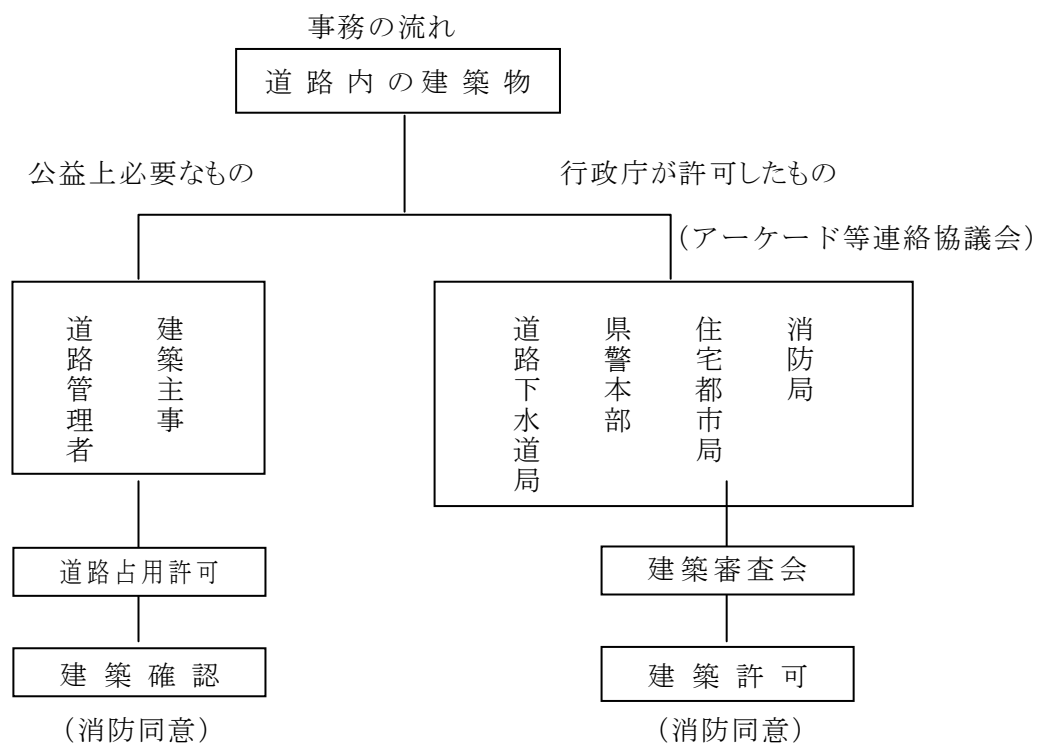 事務の流れ
道路内の建築物
公益上必要なもの
行政庁が許可したもの
(アーケード等連絡協議会)
道路管理者
建築主事
道路下水道局
県警本部
住宅都市局
消防局
道路占用許可
建築審査会
建築確認
建築許可
(消防同意)
(消防同意)